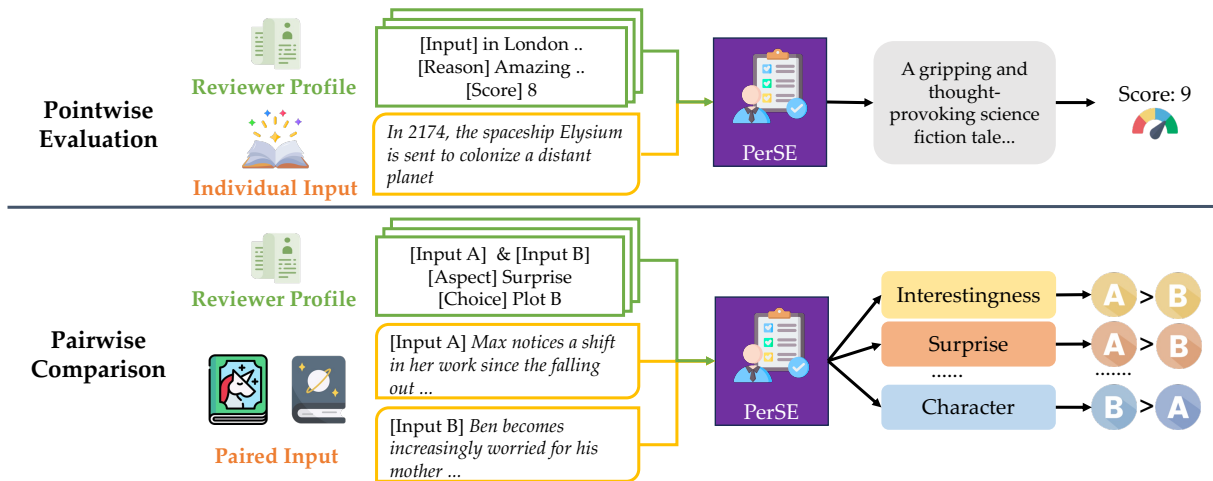 Pointwise
Evaluation
Reviewer Profile
Individual Input
[Input] in London ..
[Reason] Amazing ..
[Score] 8
In 2174, the spaceship Elysium
is sent to colonize a distant
planet
PerSE
A gripping and
thought-
provoking science
fiction tale...
Score: 9
Pairwise
Comparison
Reviewer Profile
Paired Input
[Input A] & [Input B]
[Aspect] Surprise
[Choice] Plot B
[Input A] Max notices a shift
in her work since the falling
out ...
[Input B] Ben becomes
increasingly worried for his
mother ...
PerSE
Interestingness
A > B
Surprise
A > B
......
......
Character
B > A